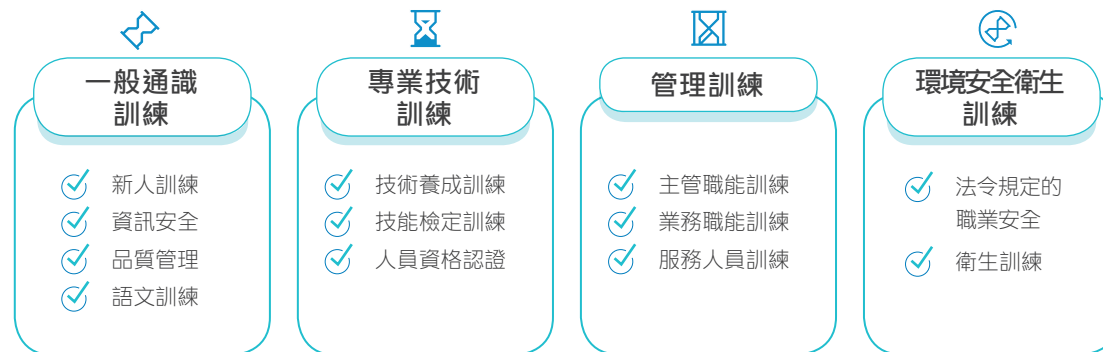 一般通識
訓練
新人訓練
資訊安全
品質管理
語文訓練
專業技術
訓練
技術養成訓練
技能檢定訓練
人員資格認證
管理訓練
主管職能訓練
業務職能訓練
服務人員訓練
環境安全衛生
訓練
法令規定的
職業安全
衛生訓練